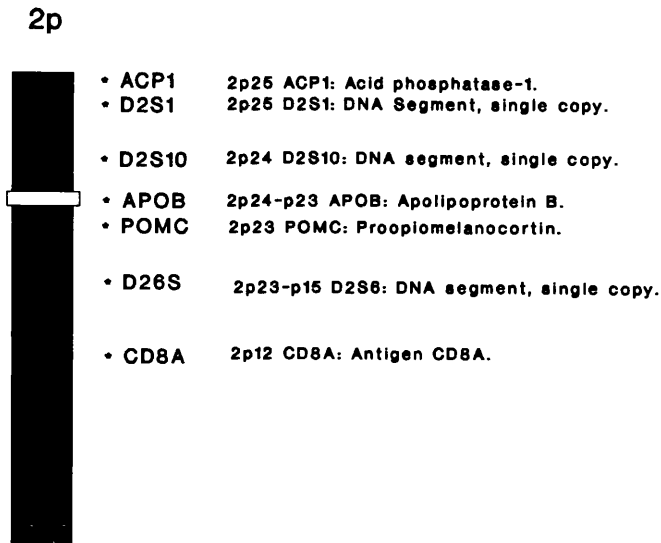 2p
* ACP1 2p25 ACP1: Acid phosphatase-1.
* D2S1 2p25 D2S1: DNA Segment, single copy.
* D2S10 2p24 D2S10: DNA segment, single copy.
* APOB 2p24-p23 APOB: Apolipoprotein B.
* POMC 2p23 POMC: Proopiomelanocortin.
* D26S 2p23-p15 D2S6: DNA segment, single copy.
* CD8A 2p12 CD8A: Antigen CD8A.